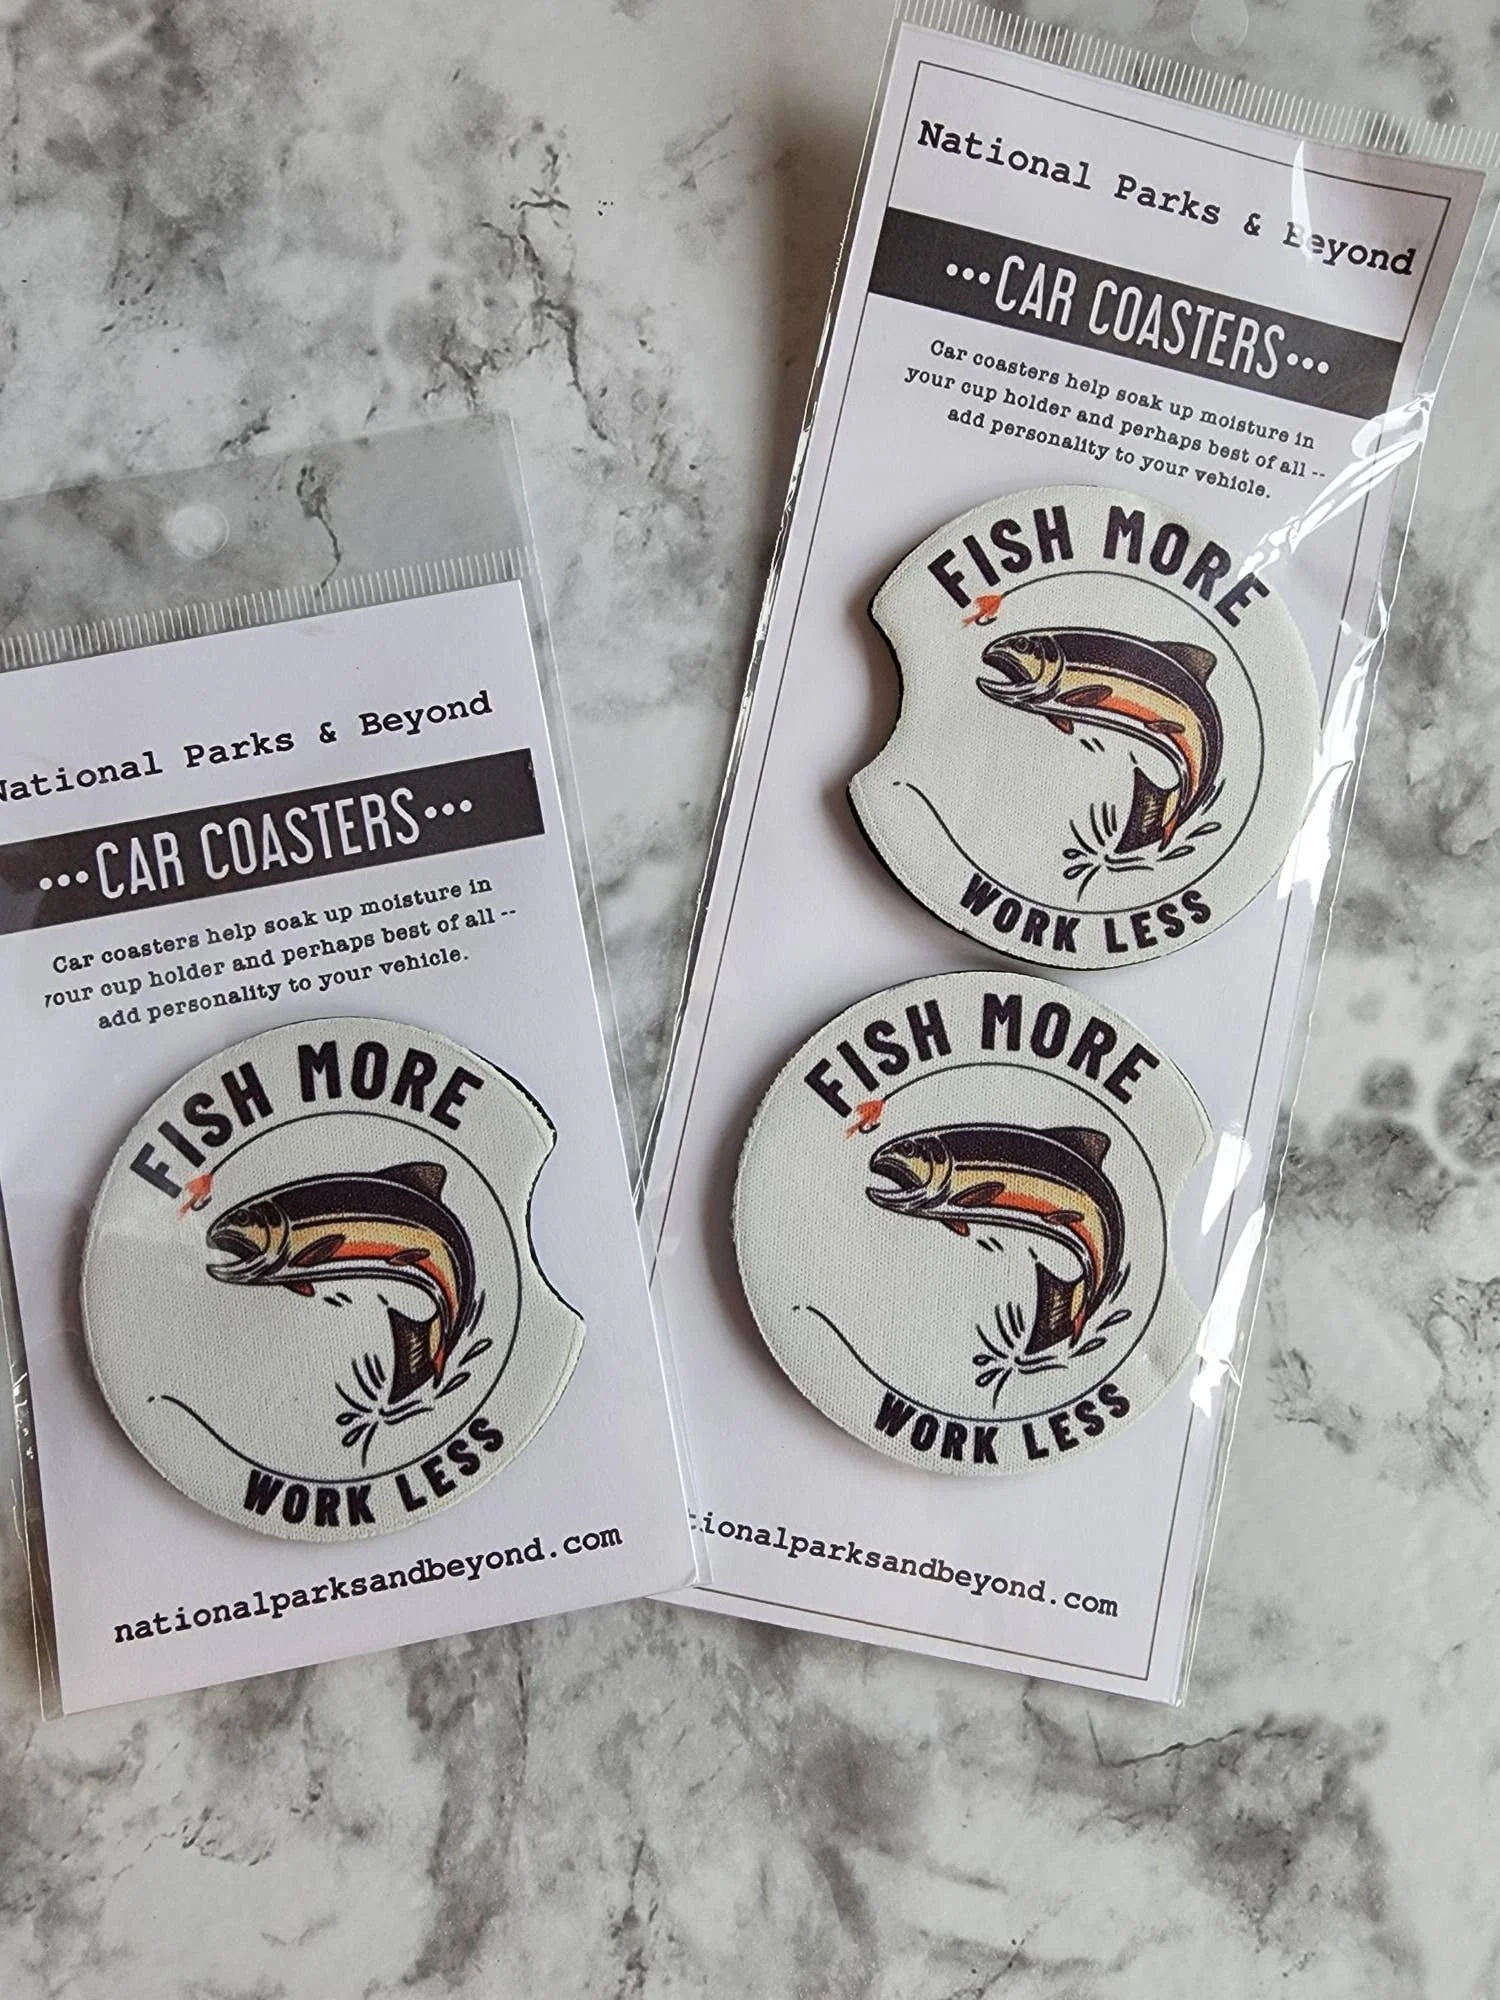 National Parks & Beyond
•••CAR COASTERS•••
Car coasters help soak up moisture in
your cup holder and perhaps best of all --
add personality to your vehicle.
FISH MORE
WORK LESS
FISH MORE
WORK LESS
tionalparksandbeyond.com
National Parks & Beyond
•••CAR COASTERS•••
Car coasters help soak up moisture in
your cup holder and perhaps best of all --
add personality to your vehicle.
FISH MORE
WORK LESS
nationalparksandbeyond.com